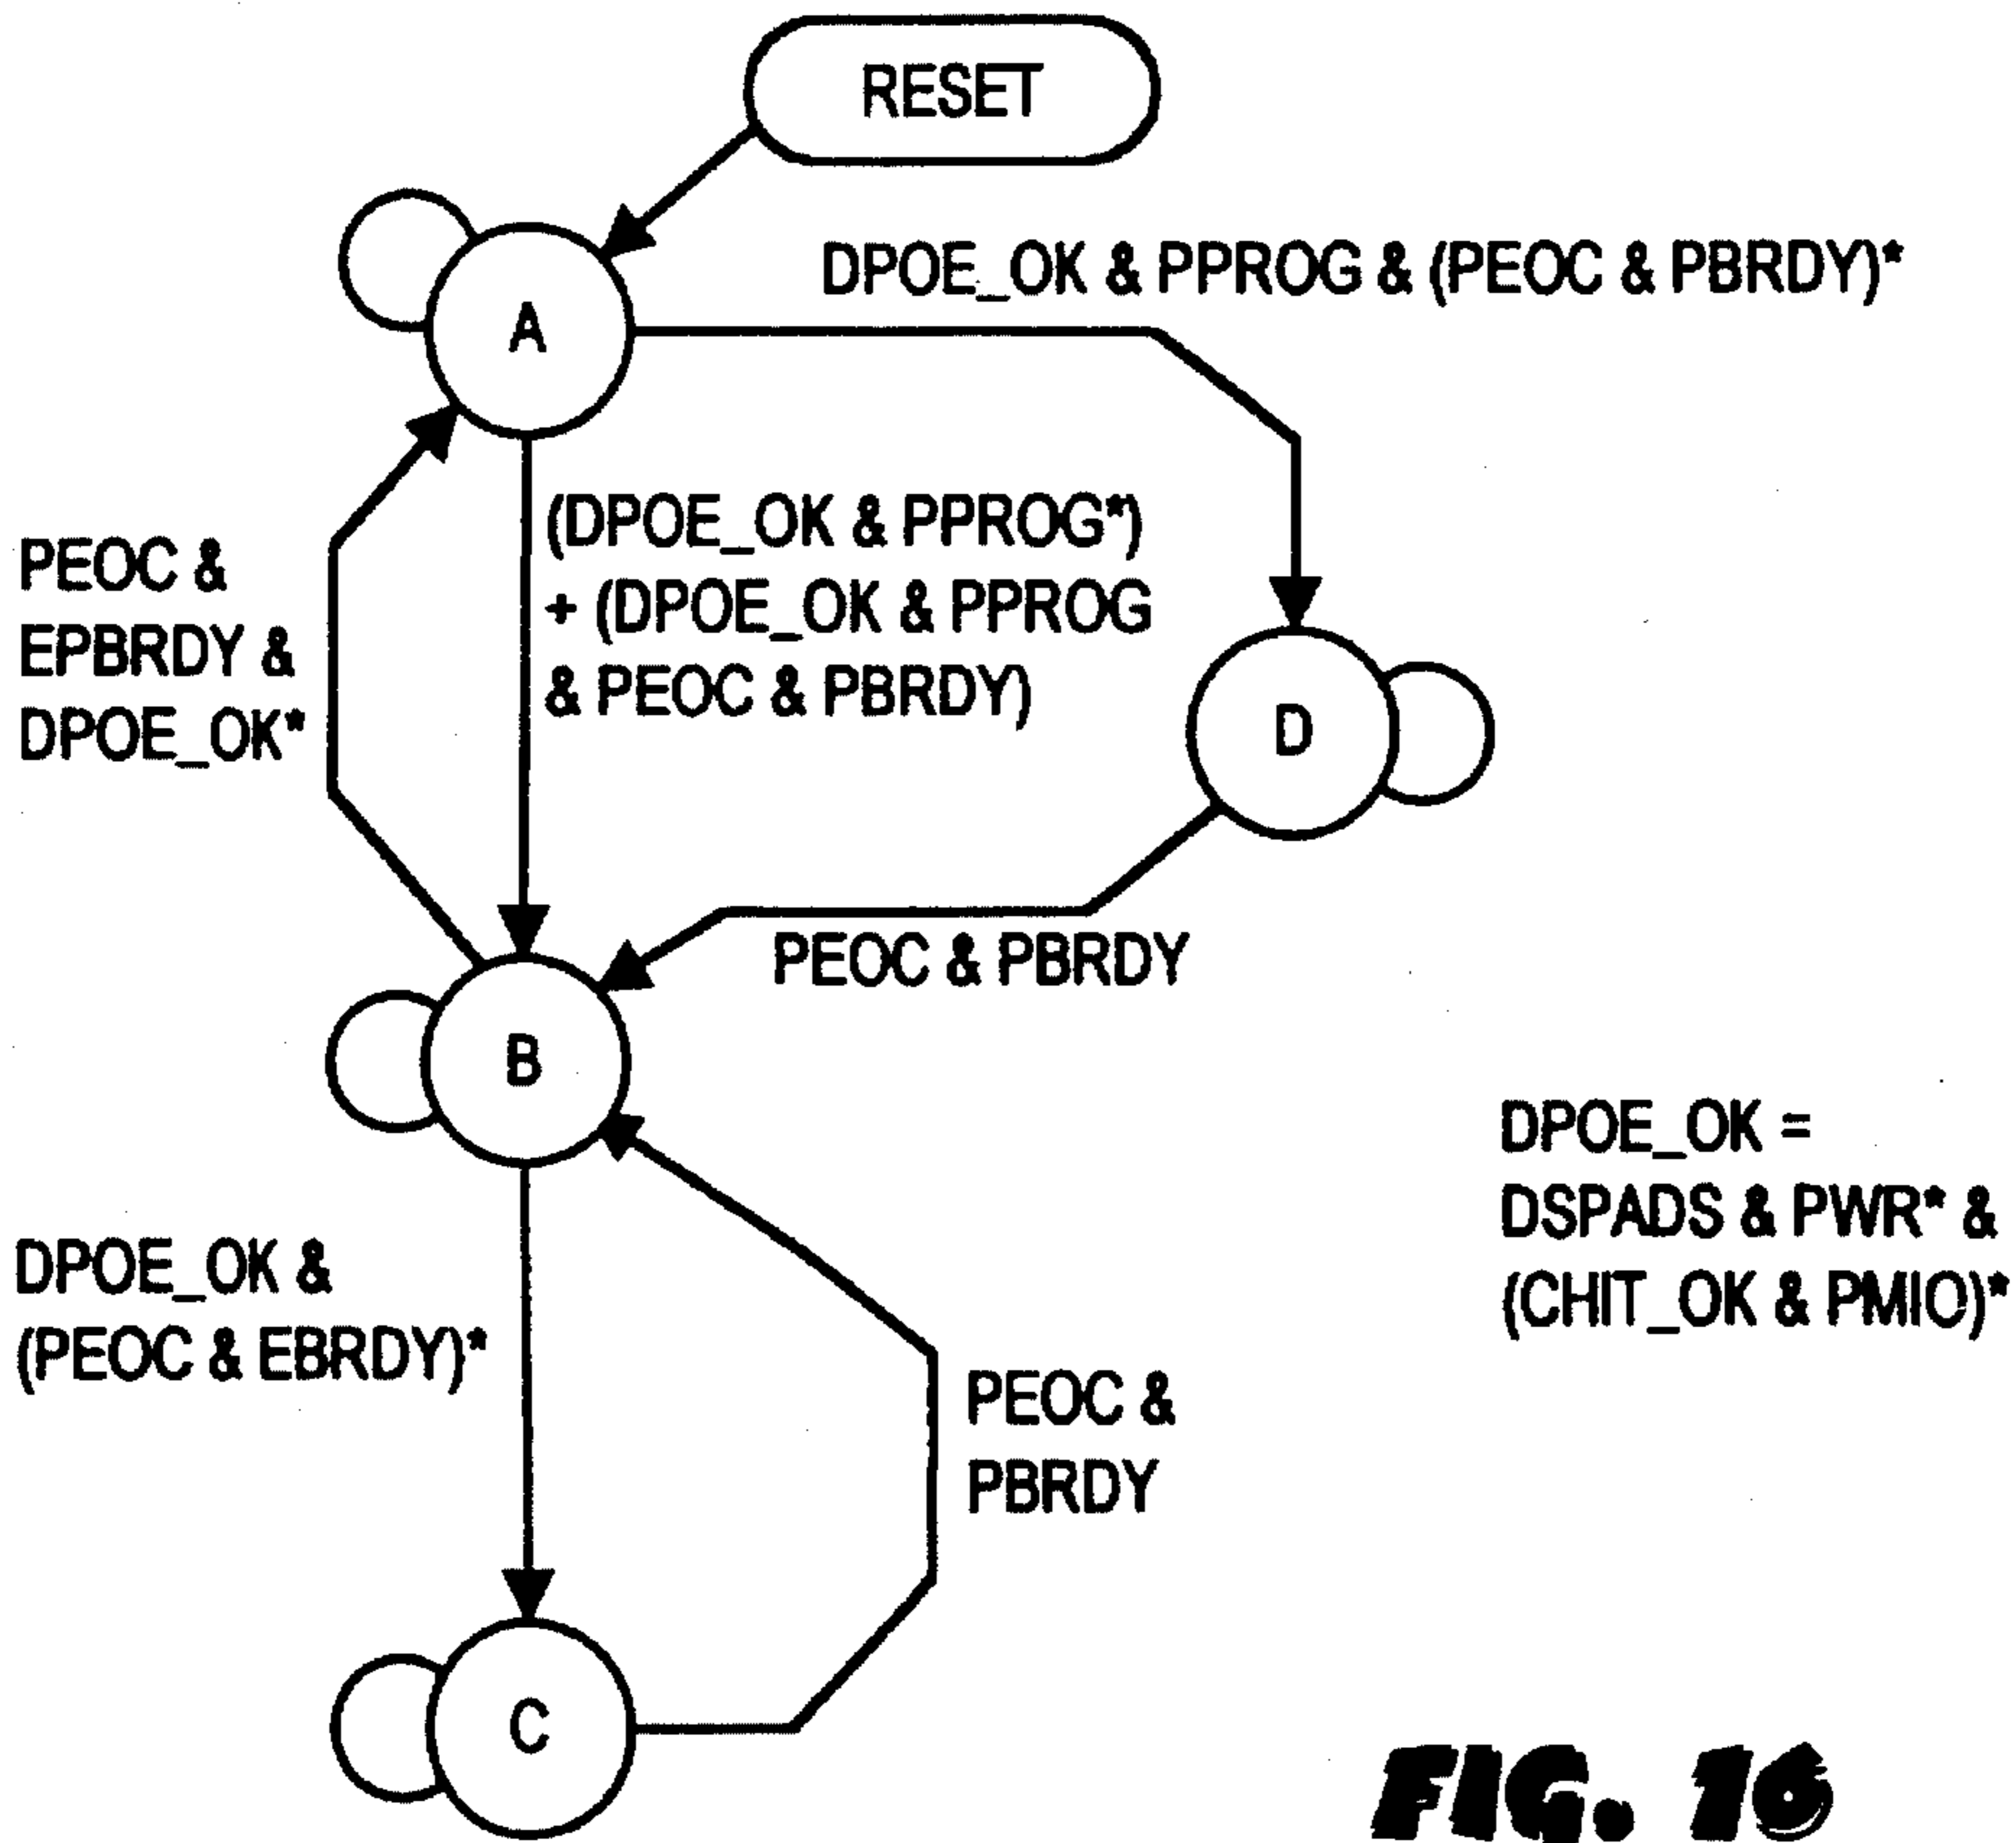 RESET
DPOE_OK & PPROG & (PEOC & PBRDY)*
A
(DPOE_OK & PPROG*)
+ (DPOE_OK & PPROG
& PEOC & PBRDY)
PEOC &
EPBRDY &
DPOE_OK*
D
PEOC & PBRDY
B
DPOE_OK =
DSPADS & PWR* &
(CHIT_OK & PMIO)*
DPOE_OK &
(PEOC & EBRDY)*
PEOC &
PBRDY
C
FIG. 16